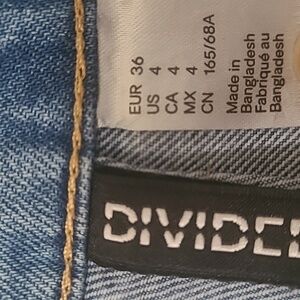 EUR 36
US 4
CA 4
MX 4
CN 165/68A
Made in
Bangladesh
Fabriqué au
Bangladesh
DIVIDE